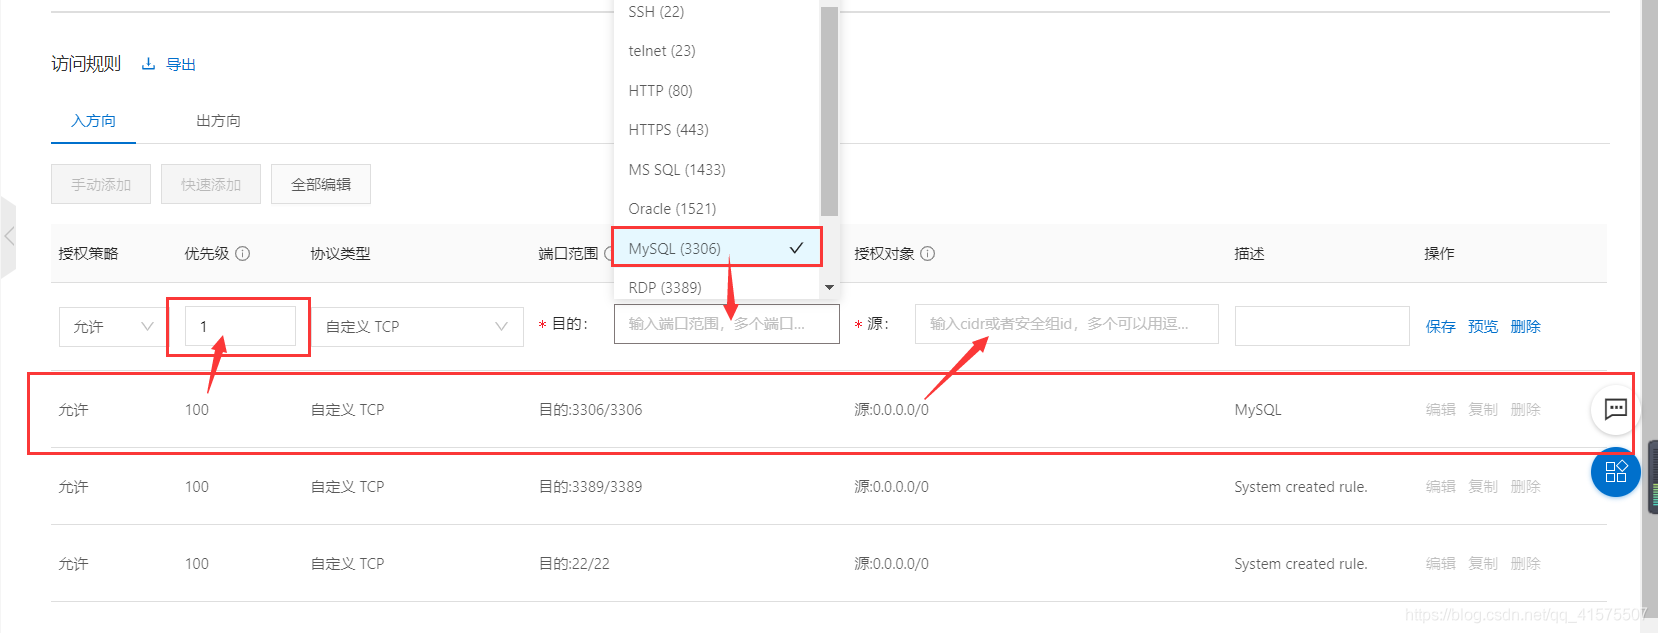 SSH (22)
telnet (23)
HTTP (80)
HTTPS (443)
MS SQL (1433)
Oracle (1521)
MySQL (3306)
RDP (3389)
访问规则 导出
入方向 出方向
手动添加 快速添加 全部编辑
授权策略 优先级 协议类型 端口范围 授权对象 描述 操作
允许 1 自定义 TCP * 目的: 输入端口范围，多个端口... * 源: 输入cidr或者安全组id，多个可以用逗... 保存 预览 删除
允许 100 自定义 TCP 目的:3306/3306 源:0.0.0.0/0 MySQL 编辑 复制 删除
允许 100 自定义 TCP 目的:3389/3389 源:0.0.0.0/0 System created rule. 编辑 复制 删除
允许 100 自定义 TCP 目的:22/22 源:0.0.0.0/0 System created rule. 编辑 复制 删除
https://blog.csdn.net/qq_41575507